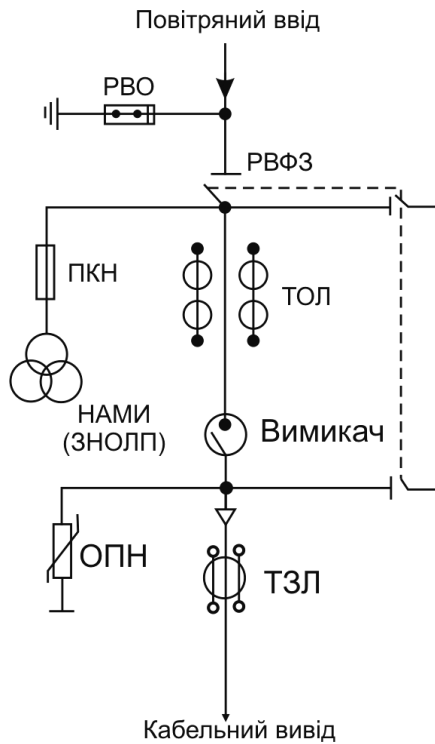 Повітряний ввід
РВО
РВФЗ
ПКН
ТОЛ
НАМИ
(ЗНОЛП)
Вимикач
ОПН
ТЗЛ
Кабельний вивід